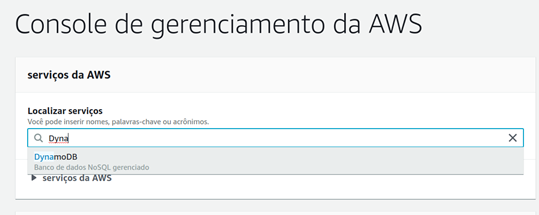 Console de gerenciamento da AWS
serviços da AWS
Localizar serviços
Você pode inserir nomes, palavras-chave ou acrônimos.
Dyna
DynamoDB
Banco de dados NoSQL gerenciado
serviços da AWS